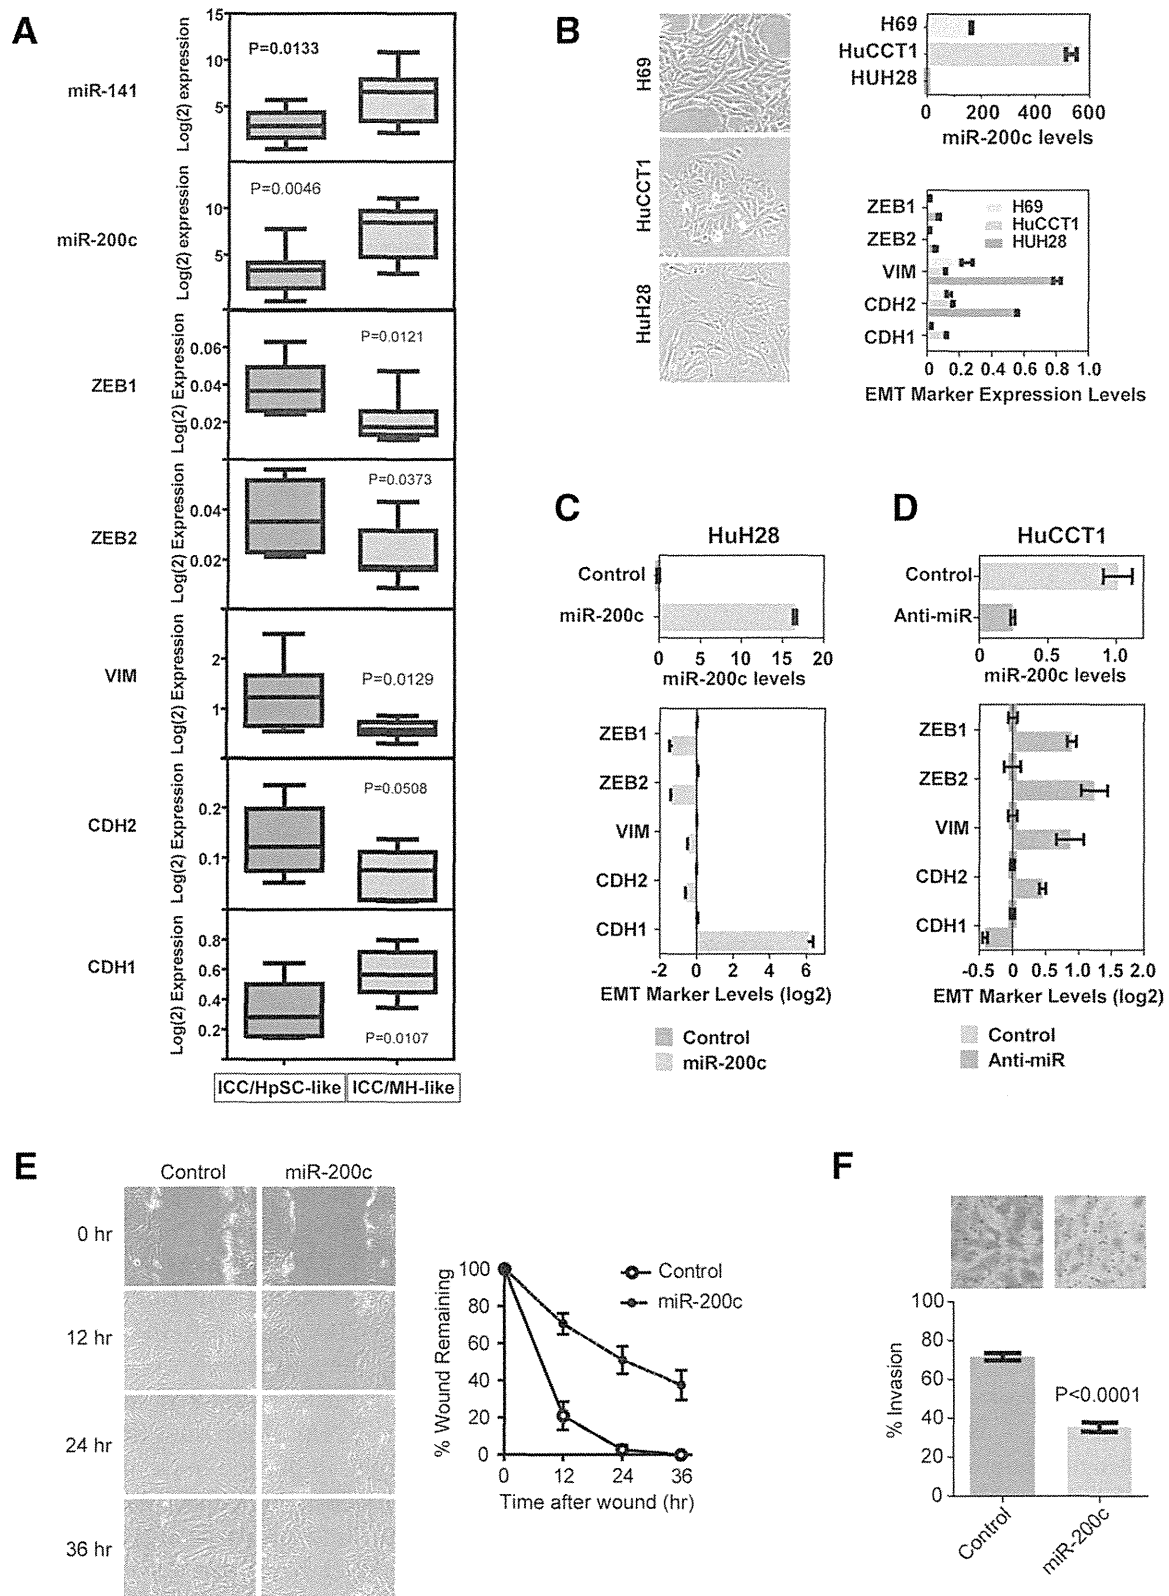 A
miR-141
Log(2) expression
15
10
5
P=0.0133
miR-200c
Log(2) expression
10
5
P=0.0046
ZEB1
Log(2) Expression
0.06
0.04
0.02
P=0.0121
ZEB2
Log(2) Expression
0.04
0.02
P=0.0373
VIM
Log(2) Expression
2
1
P=0.0129
CDH2
Log(2) Expression
0.2
0.1
P=0.0508
CDH1
Log(2) Expression
0.8
0.6
0.4
0.2
P=0.0107
ICC/HpSC-like ICC/MH-like
B
H69
HuCCT1
HuH28
H69
HuCCT1
HUH28
0 200 400 600
miR-200c levels
ZEB1
ZEB2
VIM
CDH2
CDH1
H69
HuCCT1
HUH28
0 0.2 0.4 0.6 0.8 1.0
EMT Marker Expression Levels
C
HuH28
Control
miR-200c
0 5 10 15 20
miR-200c levels
ZEB1
ZEB2
VIM
CDH2
CDH1
-2 0 2 4 6
EMT Marker Levels (log2)
Control
miR-200c
D
HuCCT1
Control
Anti-miR
0 0.5 1.0
miR-200c levels
ZEB1
ZEB2
VIM
CDH2
CDH1
-0.5 0 0.5 1.0 1.5 2.0
EMT Marker Levels (log2)
Control
Anti-miR
E
Control miR-200c
0 hr
12 hr
24 hr
36 hr
% Wound Remaining
100
80
60
40
20
0
0 12 24 36
Time after wound (hr)
Control
miR-200c
F
% Invasion
100
80
60
40
20
0
P<0.0001
Control
miR-200c